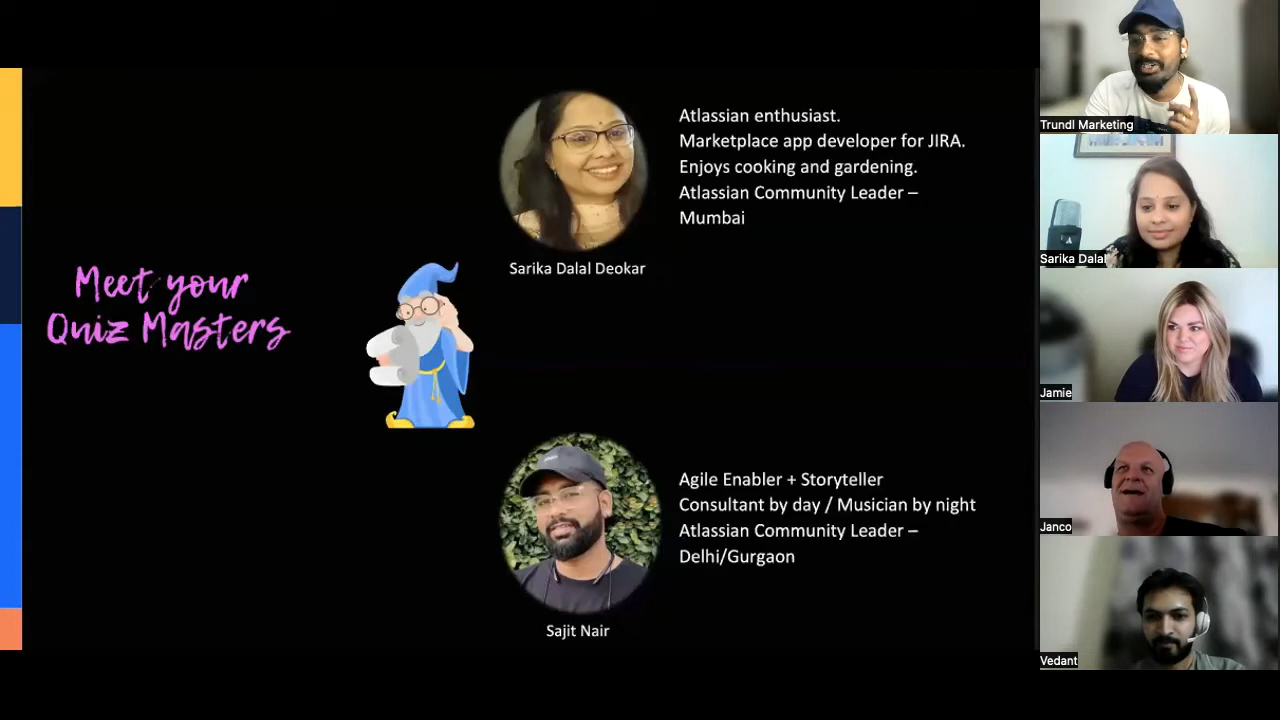 Meet your
Quiz Masters
Atlassian enthusiast.
Marketplace app developer for JIRA.
Enjoys cooking and gardening.
Atlassian Community Leader –
Mumbai
Sarika Dalal Deokar
Agile Enabler + Storyteller
Consultant by day / Musician by night
Atlassian Community Leader –
Delhi/Gurgaon
Sajit Nair
Trundl Marketing
Sarika Dalal
Jamie
Janco
Vedant